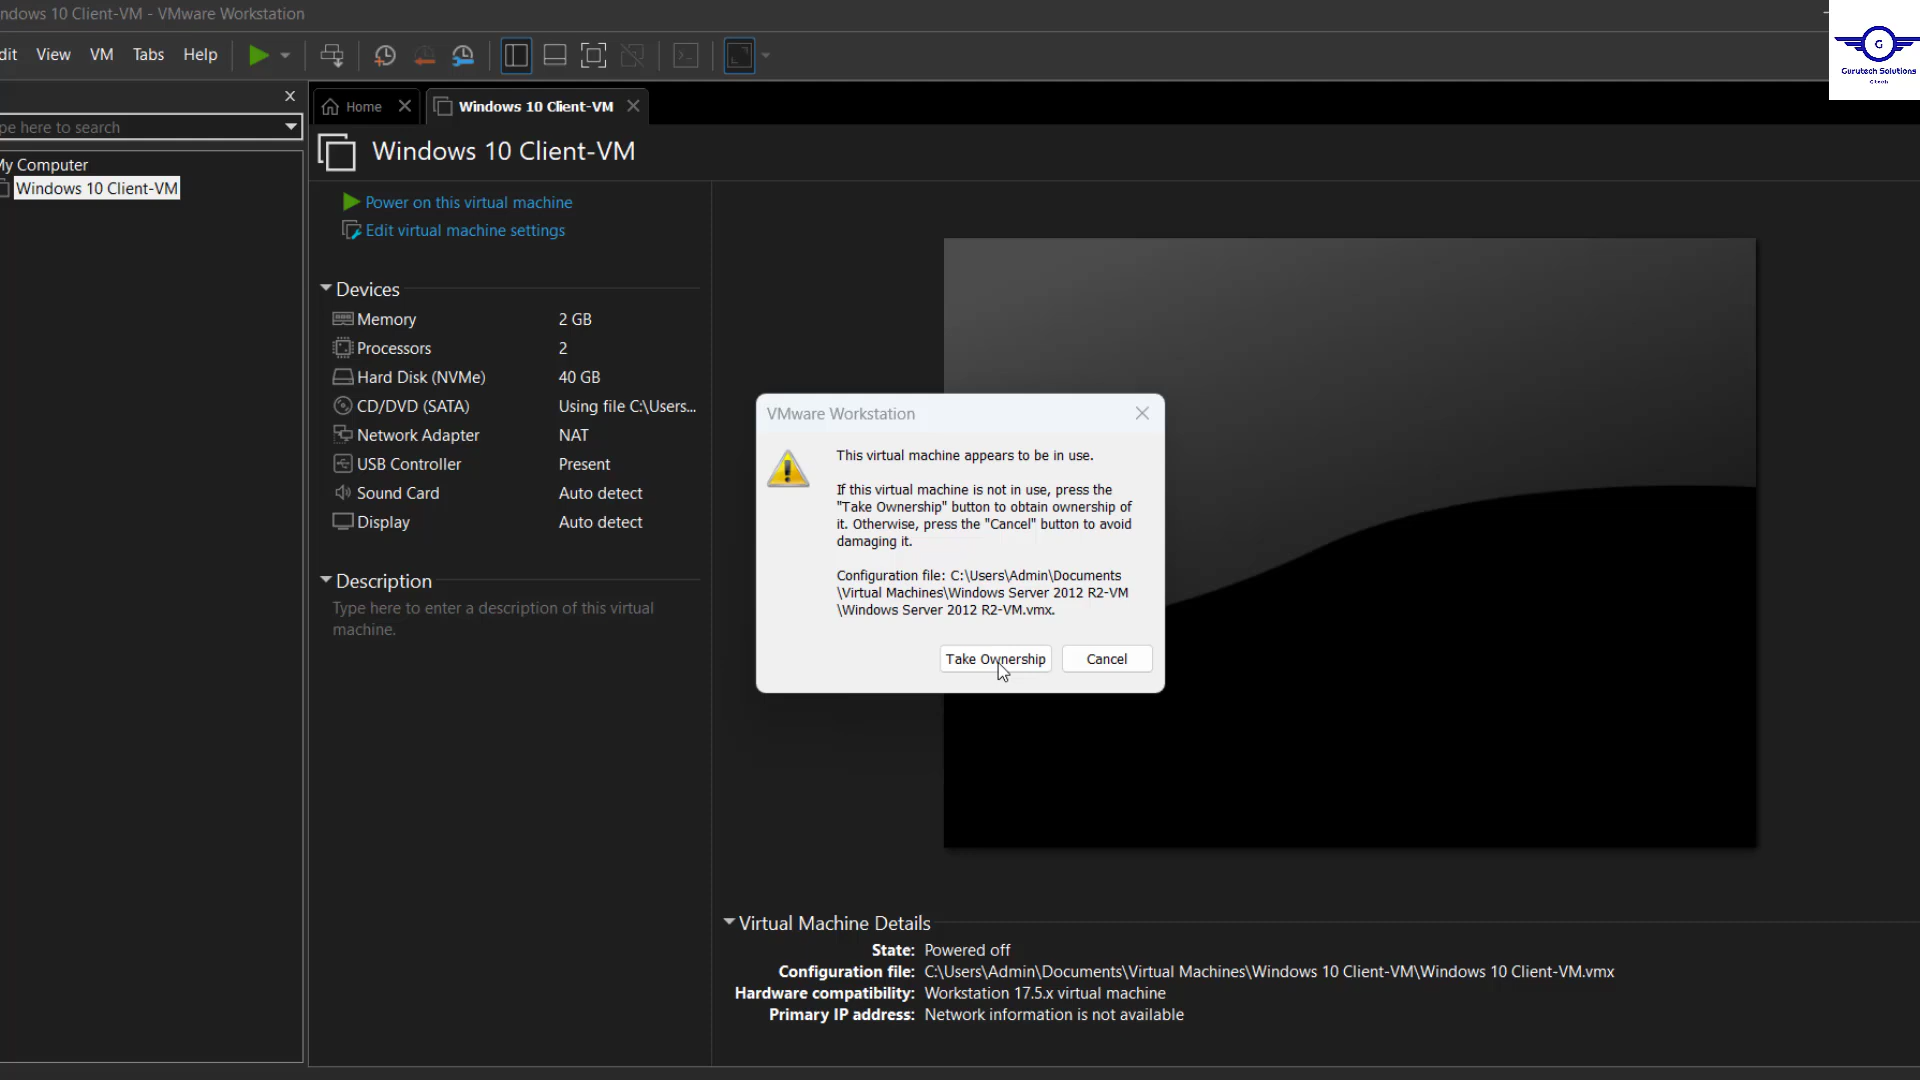 ndows 10 Client-VM - VMware Workstation
dit View VM Tabs Help
G
Gurutech Solutions
pe here to search
Home
Windows 10 Client-VM
Windows 10 Client-VM
My Computer
Windows 10 Client-VM
Power on this virtual machine
Edit virtual machine settings
Devices
Memory 2 GB
Processors 2
Hard Disk (NVMe) 40 GB
CD/DVD (SATA) Using file C:\Users...
Network Adapter NAT
USB Controller Present
Sound Card Auto detect
Display Auto detect
Description
Type here to enter a description of this virtual
machine.
VMware Workstation
This virtual machine appears to be in use.
If this virtual machine is not in use, press the
"Take Ownership" button to obtain ownership of
it. Otherwise, press the "Cancel" button to avoid
damaging it.
Configuration file: C:\Users\Admin\Documents
\Virtual Machines\Windows Server 2012 R2-VM
\Windows Server 2012 R2-VM.vmx.
Take Ownership
Cancel
Virtual Machine Details
State: Powered off
Configuration file: C:\Users\Admin\Documents\Virtual Machines\Windows 10 Client-VM\Windows 10 Client-VM.vmx
Hardware compatibility: Workstation 17.5.x virtual machine
Primary IP address: Network information is not available